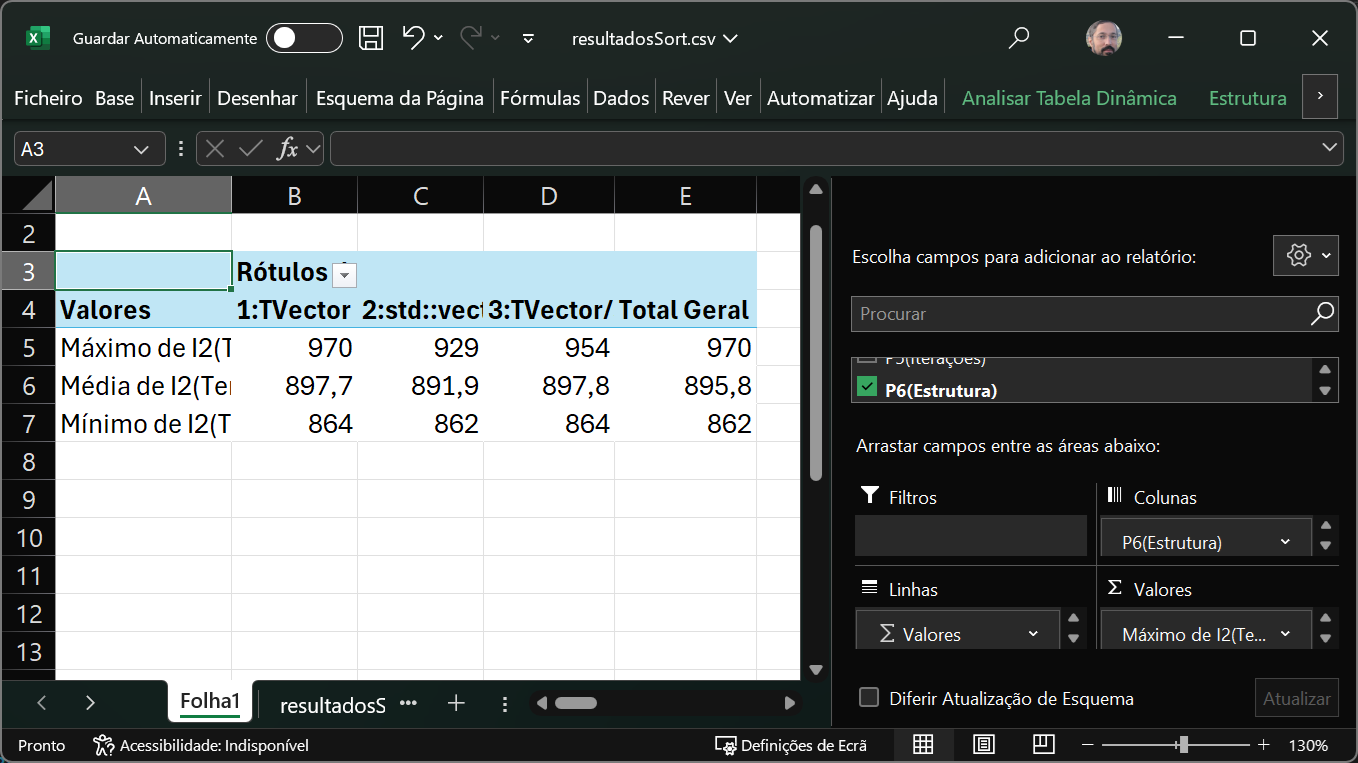 Guardar Automaticamente
resultadosSort.csv
Ficheiro Base Inserir Desenhar Esquema da Página Fórmulas Dados Rever Ver Automatizar Ajuda Analisar Tabela Dinâmica Estrutura
A3 fx
A B C D E
2
3 Rótulos
4 Valores 1:TVector 2:std::vect 3:TVector/ Total Geral
5 Máximo de I2(T 970 929 954 970
6 Média de I2(Ter 897,7 891,9 897,8 895,8
7 Mínimo de I2(T 864 862 864 862
8
9
10
11
12
13
Escolha campos para adicionar ao relatório:
Procurar
P5(Iterações)
P6(Estrutura)
Arrastar campos entre as áreas abaixo:
Filtros
Colunas
P6(Estrutura)
Linhas
Σ Valores
Σ Valores
Máximo de I2(Te...
Diferir Atualização de Esquema
Atualizar
Folha1 resultadosS
Pronto Acessibilidade: Indisponível Definições de Ecrã 130%